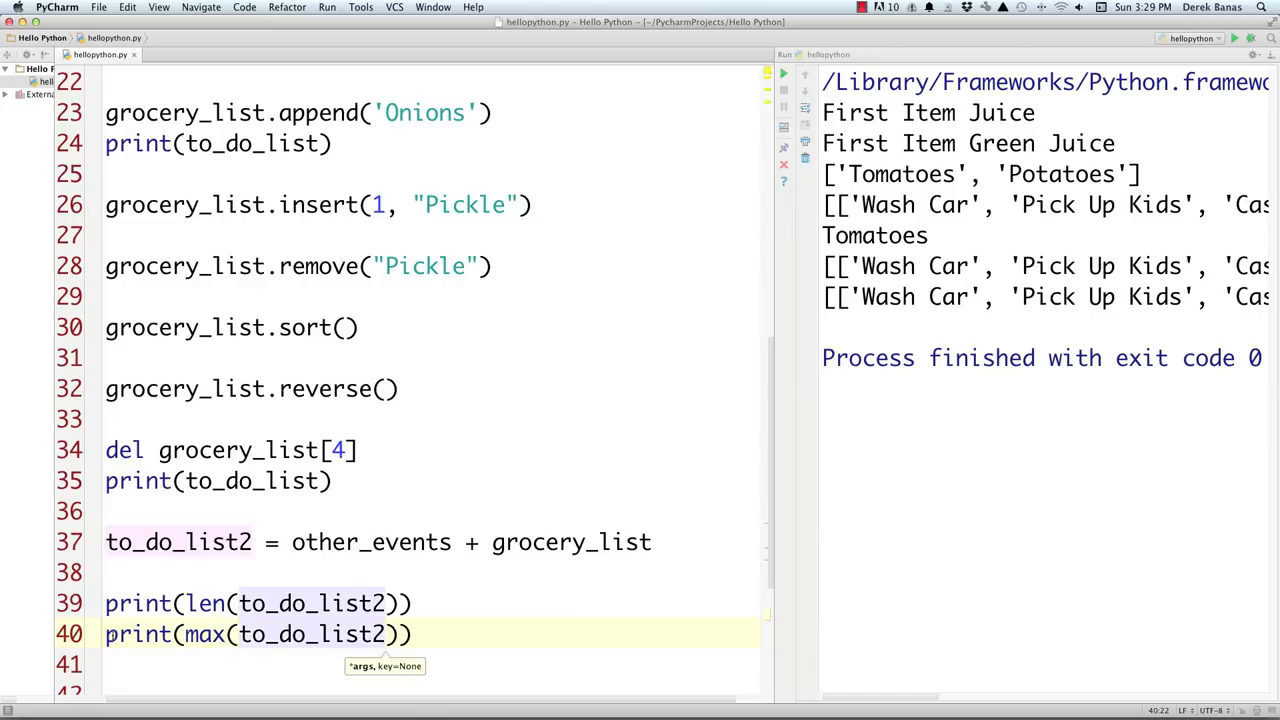 PyCharm File Edit View Navigate Code Refactor Run Tools VCS Window Help 10 Sun 3:29 PM Derek Banas
hellopython.py – Hello Python – [~/PycharmProjects/Hello Python]
Hello Python hellopython.py hellopython
hellopython.py Run hellopython
Hello P
hell
Extern
22
23 grocery_list.append('Onions')
24 print(to_do_list)
25
26 grocery_list.insert(1, "Pickle")
27
28 grocery_list.remove("Pickle")
29
30 grocery_list.sort()
31
32 grocery_list.reverse()
33
34 del grocery_list[4]
35 print(to_do_list)
36
37 to_do_list2 = other_events + grocery_list
38
39 print(len(to_do_list2))
40 print(max(to_do_list2))
*args, key=None
41
42
/Library/Frameworks/Python.framewo
First Item Juice
First Item Green Juice
['Tomatoes', 'Potatoes']
[['Wash Car', 'Pick Up Kids', 'Cas
Tomatoes
[['Wash Car', 'Pick Up Kids', 'Cas
[['Wash Car', 'Pick Up Kids', 'Cas
Process finished with exit code 0
40:22 LF UTF-8